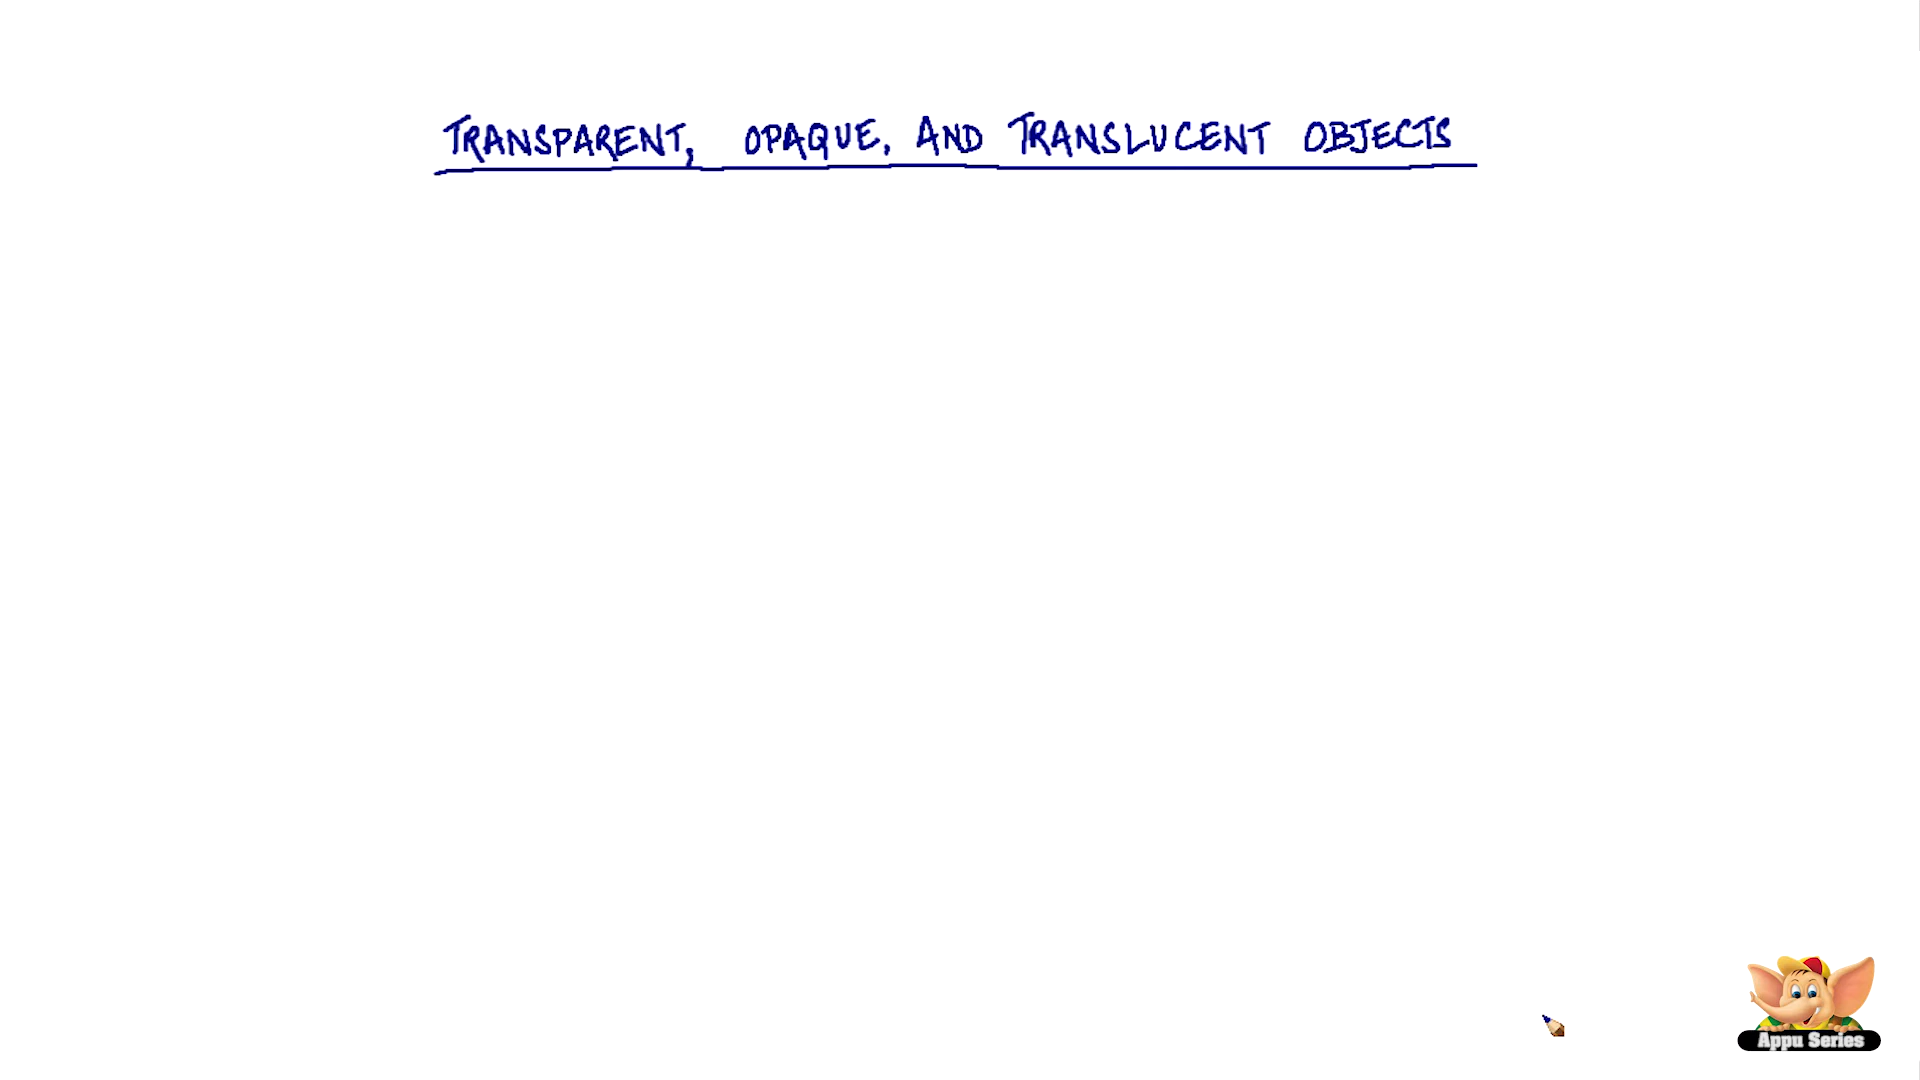 TRANSPARENT, OPAQUE, AND TRANSLUCENT OBJECTS
Appu Series